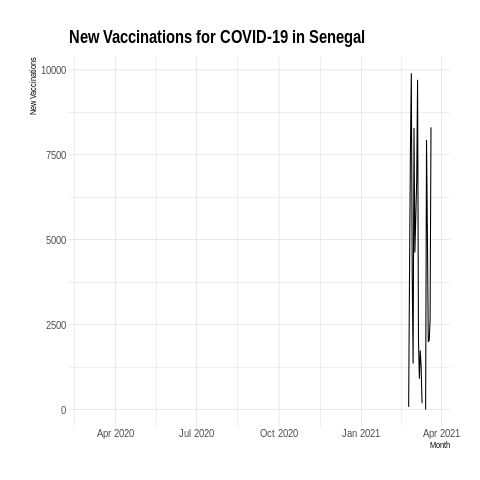 New Vaccinations for COVID-19 in Senegal
New Vaccinations
10000
7500
5000
2500
0
Apr 2020 Jul 2020 Oct 2020 Jan 2021 Apr 2021
Month